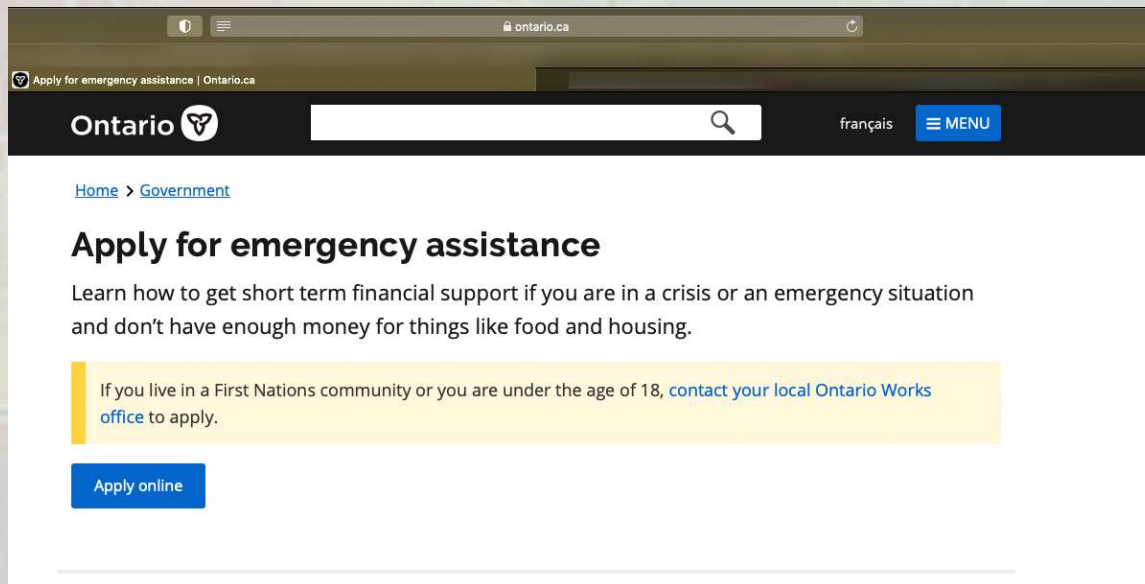 ontario.ca
Apply for emergency assistance | Ontario.ca
Ontario
français
MENU
Home > Government
Apply for emergency assistance
Learn how to get short term financial support if you are in a crisis or an emergency situation
and don't have enough money for things like food and housing.
If you live in a First Nations community or you are under the age of 18, contact your local Ontario Works
office to apply.
Apply online